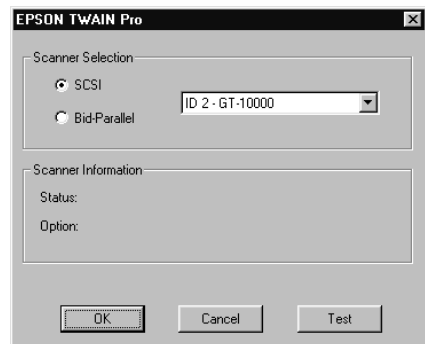 EPSON TWAIN Pro
Scanner Selection
SCSI
ID 2 - GT-10000
Bid-Parallel
Scanner Information
Status:
Option:
OK Cancel Test